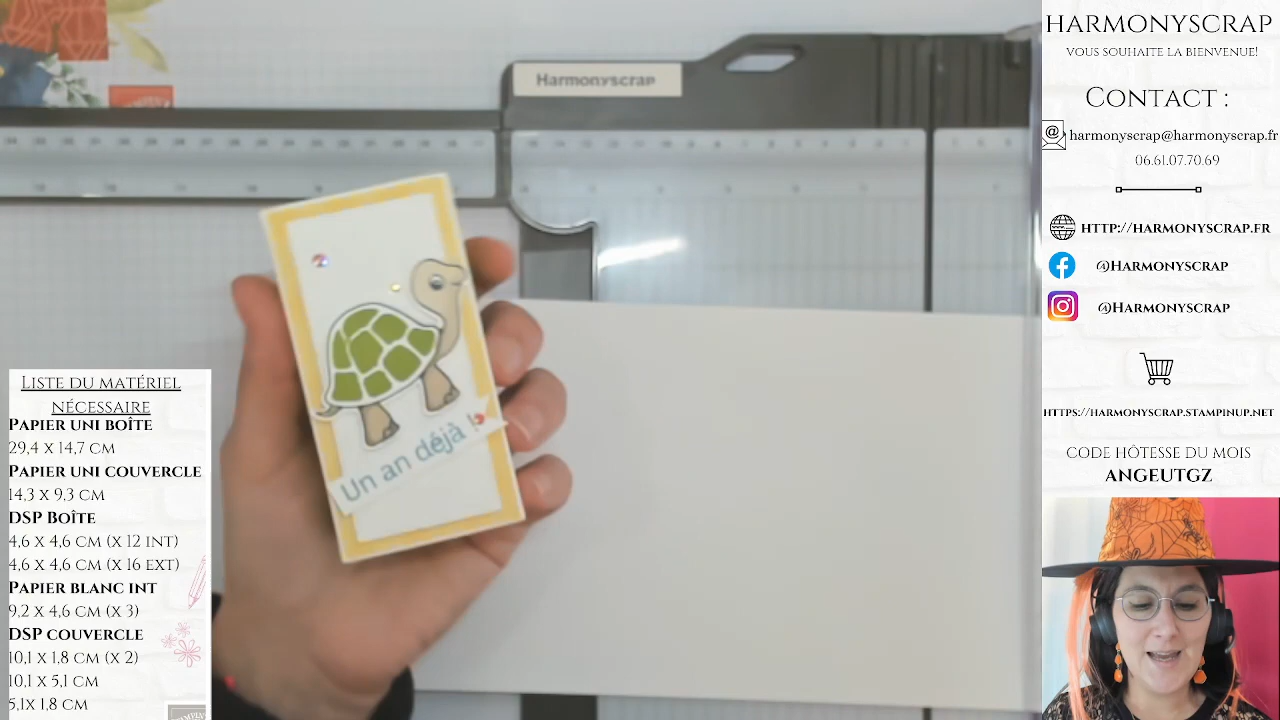 HARMONYSCRAP
VOUS SOUHAITE LA BIENVENUE!
CONTACT :
harmonyscrap@harmonyscrap.fr
06.61.07.70.69
HTTP://HARMONYSCRAP.FR
@HARMONYSCRAP
@HARMONYSCRAP
HTTPS://HARMONYSCRAP.STAMPINUP.NET
CODE HÔTESSE DU MOIS
ANGEUTGZ
Harmonyscrap
Un an déjà !
LISTE DU MATÉRIEL
NÉCESSAIRE
PAPIER UNI BOÎTE
29,4 X 14,7 CM
PAPIER UNI COUVERCLE
14,3 X 9,3 CM
DSP BOÎTE
4,6 X 4,6 CM (X 12 INT)
4,6 X 4,6 CM (X 16 EXT)
PAPIER BLANC INT
9,2 X 4,6 CM (X 3)
DSP COUVERCLE
10,1 X 1,8 CM (X 2)
10,1 X 5,1 CM
5,1X 1,8 CM